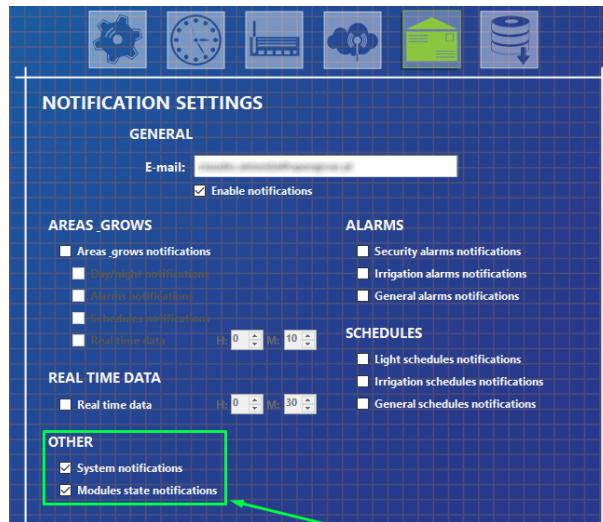 NOTIFICATION SETTINGS
GENERAL
E-mail:
Enable notifications
AREAS_GROWS
Areas_grows notifications
Day/night notifications
Alarms notifications
Schedules notifications
Real time data H: 0 M: 10
REAL TIME DATA
Real time data H: 0 M: 30
OTHER
System notifications
Modules state notifications
ALARMS
Security alarms notifications
Irrigation alarms notifications
General alarms notifications
SCHEDULES
Light schedules notifications
Irrigation schedules notifications
General schedules notifications